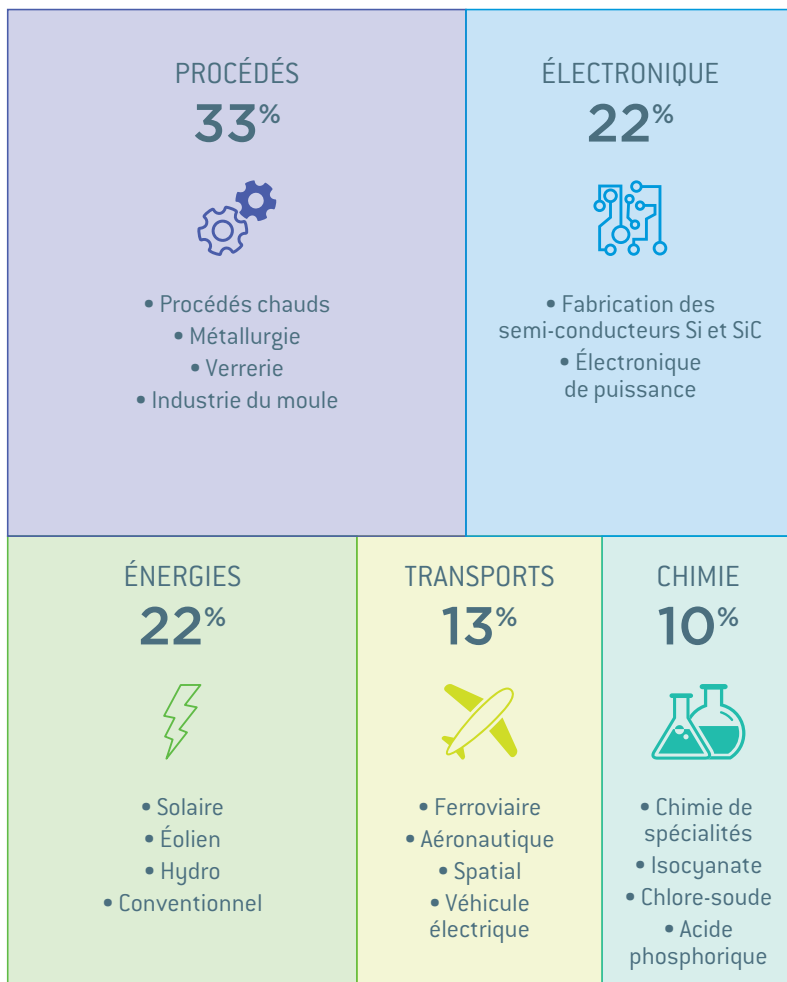 PROCÉDÉS
33%
• Procédés chauds
• Métallurgie
• Verrerie
• Industrie du moule
ÉLECTRONIQUE
22%
• Fabrication des
semi-conducteurs Si et SiC
• Électronique
de puissance
ÉNERGIES
22%
• Solaire
• Éolien
• Hydro
• Conventionnel
TRANSPORTS
13%
• Ferroviaire
• Aéronautique
• Spatial
• Véhicule
électrique
CHIMIE
10%
• Chimie de
spécialités
• Isocyanate
• Chlore-soude
• Acide
phosphorique